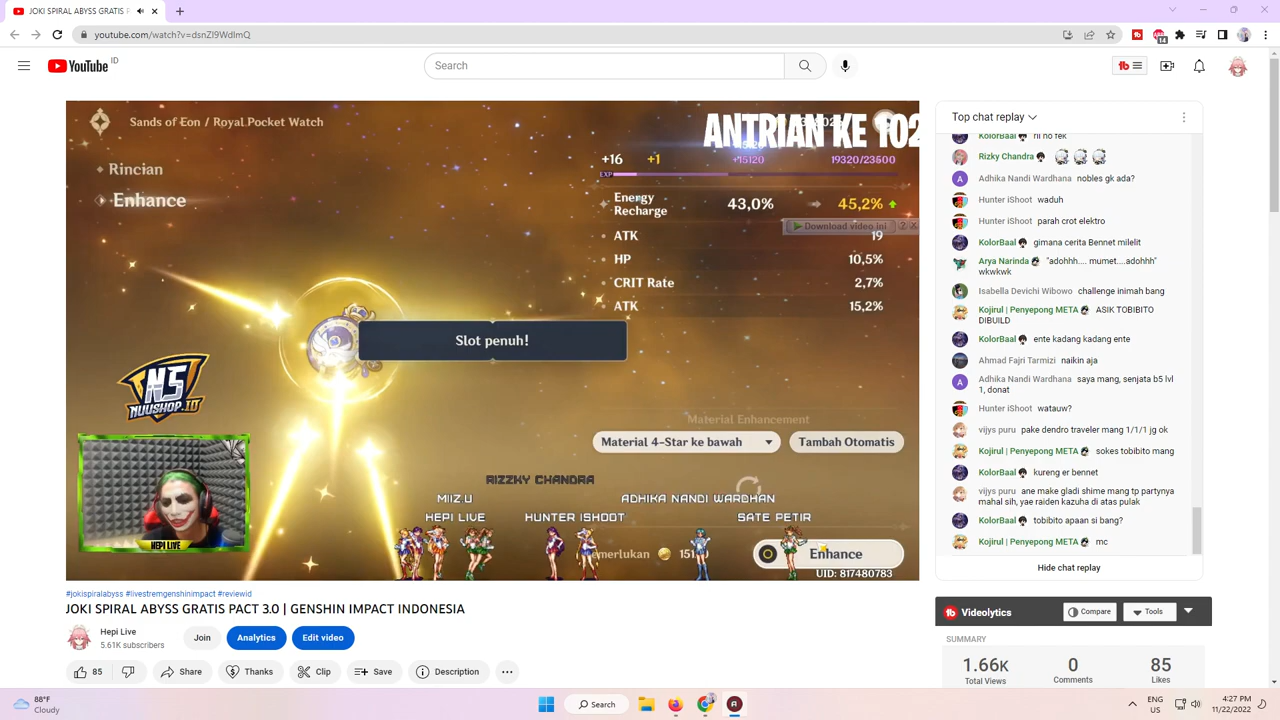 JOKI SPIRAL ABYSS GRATIS P
youtube.com/watch?v=dsnZI9WdlmQ
14
YouTube
ID
Search
Sands of Eon / Royal Pocket Watch
ANTRIAN KE 102
Rincian
Enhance
+16
+1
+15120
19320/23500
EXP
Energy Recharge
43,0%
45,2%
Download video ini
ATK
19
HP
10,5%
CRIT Rate
2,7%
ATK
15,2%
Slot penuh!
NS
NUUSHOP.ID
Material Enhancement
Material 4-Star ke bawah
Tambah Otomatis
RIZZKY CHANDRA
MIIZ U
ADHIKA NANDI WARDHAN
HEPI LIVE
HUNTER ISHOOT
SATE PETIR
emerlukan
Enhance
HEPI LIVE
UID: 817480783
Top chat replay
Rizky Chandra
Adhika Nandi Wardhana nobles gk ada?
Hunter iShoot waduh
Hunter iShoot parah crot elektro
KolorBaal gimana cerita Bennet milelit
Arya Narinda "adohhh.... mumet....adohhh"
wkwkwk
Isabella Devichi Wibowo challenge inimah bang
Kojirul | Penyepong META ASIK TOBIBITO
DIBUILD
KolorBaal ente kadang kadang ente
Ahmad Fajri Tarmizi naikin aja
Adhika Nandi Wardhana saya mang, senjata b5 lvl
1, donat
Hunter iShoot watauw?
vijys puru pake dendro traveler mang 1/1/1 jg ok
Kojirul | Penyepong META sokes tobibito mang
KolorBaal kureng er bennet
vijys puru ane make gladi shime mang tp partynya
mahal sih, yae raiden kazuha di atas pulak
KolorBaal tobibito apaan si bang?
Kojirul | Penyepong META mc
Hide chat replay
#jokispiralabyss #livestremgenshinimpact #reviewid
JOKI SPIRAL ABYSS GRATIS PACT 3.0 | GENSHIN IMPACT INDONESIA
Hepi Live
5.61K subscribers
Join
Analytics
Edit video
85
Share
Thanks
Clip
Save
Description
Videolytics
Compare
Tools
SUMMARY
1.66K
Total Views
0
Comments
85
Likes
88°F
Cloudy
Search
ENG
US
4:27 PM
11/22/2022